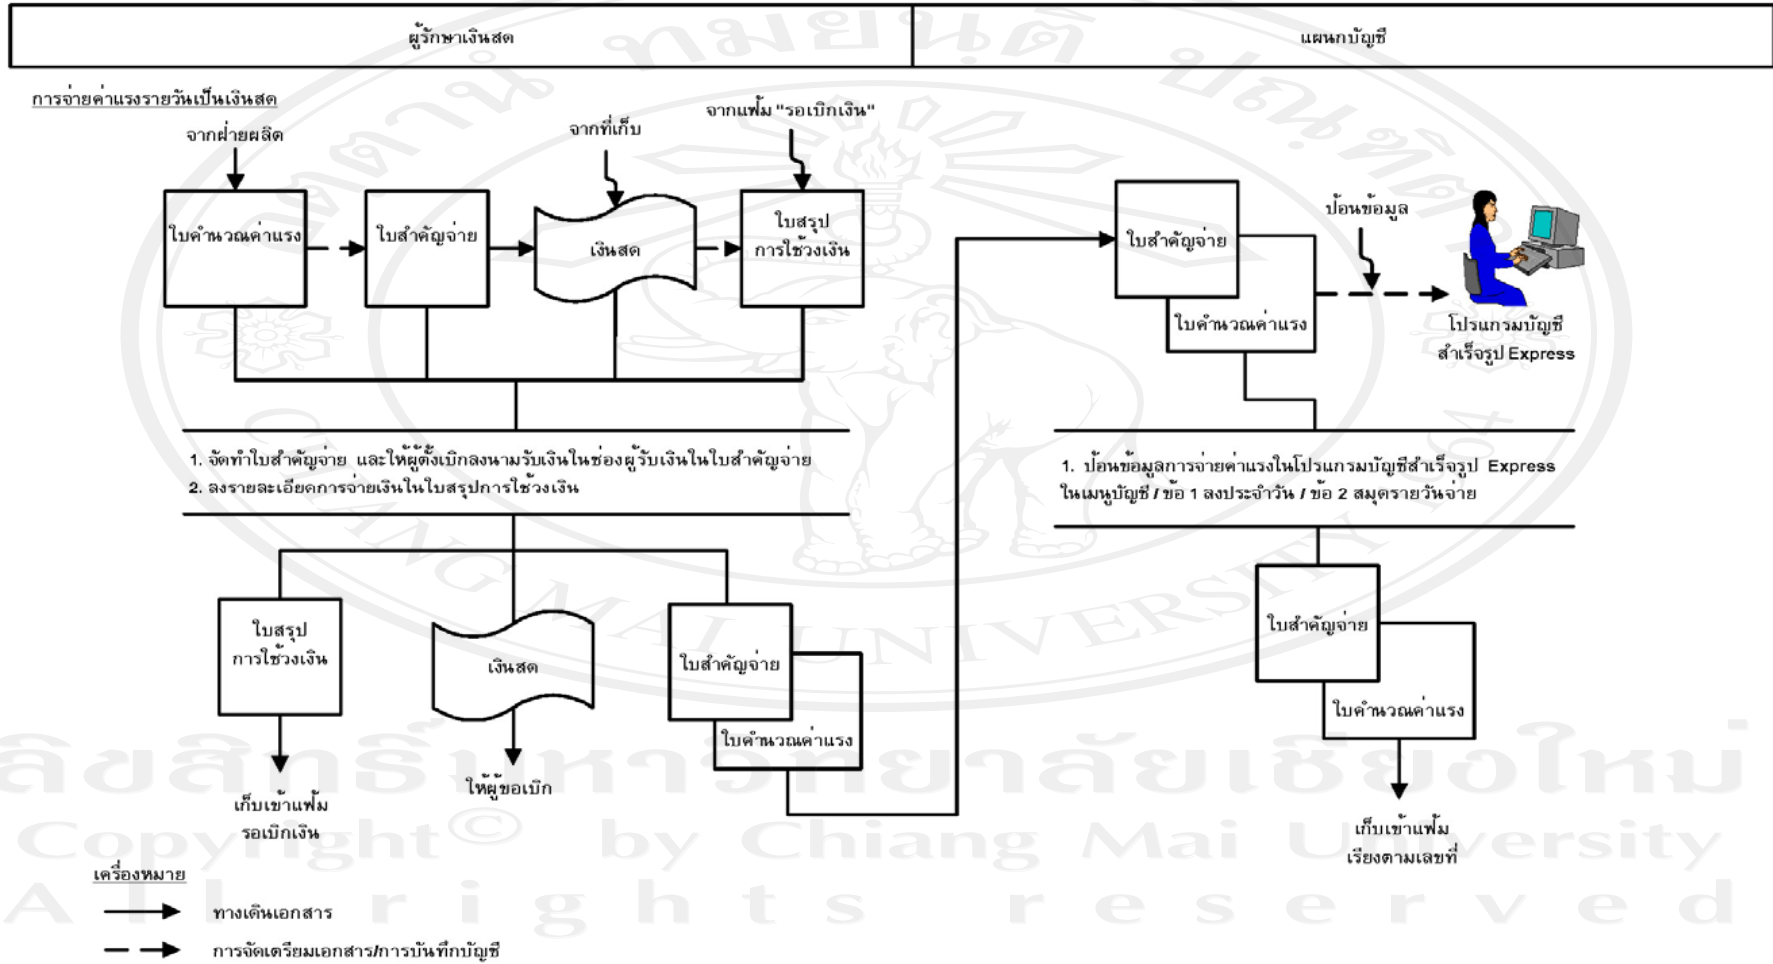 ผู้รักษาเงินสด
แผนกบัญชี
การจ่ายค่าแรงรายวันเป็นเงินสด
จากฝ่ายผลิต
จากที่เก็บ
จากแฟ้ม "รอเบิกเงิน"
ใบคำนวณค่าแรง
ใบสำคัญจ่าย
เงินสด
ใบสรุป
การใช้วงเงิน
ใบสำคัญจ่าย
ใบคำนวณค่าแรง
ป้อนข้อมูล
โปรแกรมบัญชี
สำเร็จรูป Express
1. จัดทำใบสำคัญจ่าย และให้ผู้ตั้งเบิกลงนามรับเงินในช่องผู้รับเงินในใบสำคัญจ่าย
2. ลงรายละเอียดการจ่ายเงินในใบสรุปการใช้วงเงิน
1. ป้อนข้อมูลการจ่ายค่าแรงในโปรแกรมบัญชีสำเร็จรูป Express
ในเมนูบัญชี / ข้อ 1 ลงประจำวัน / ข้อ 2 สมุดรายวันจ่าย
ใบสรุป
การใช้วงเงิน
เงินสด
ใบสำคัญจ่าย
ใบคำนวณค่าแรง
ใบสำคัญจ่าย
ใบคำนวณค่าแรง
เก็บเข้าแฟ้ม
รอเบิกเงิน
ให้ผู้ขอเบิก
เก็บเข้าแฟ้ม
เรียงตามเลขที่
เครื่องหมาย
ทางเดินเอกสาร
การจัดเตรียมเอกสาร/การบันทึกบัญชี
CHIANG MAI UNIVERSITY 1964
ลิขสิทธิ์มหาวิทยาลัยเชียงใหม่
Copyright© by Chiang Mai University
All rights reserved